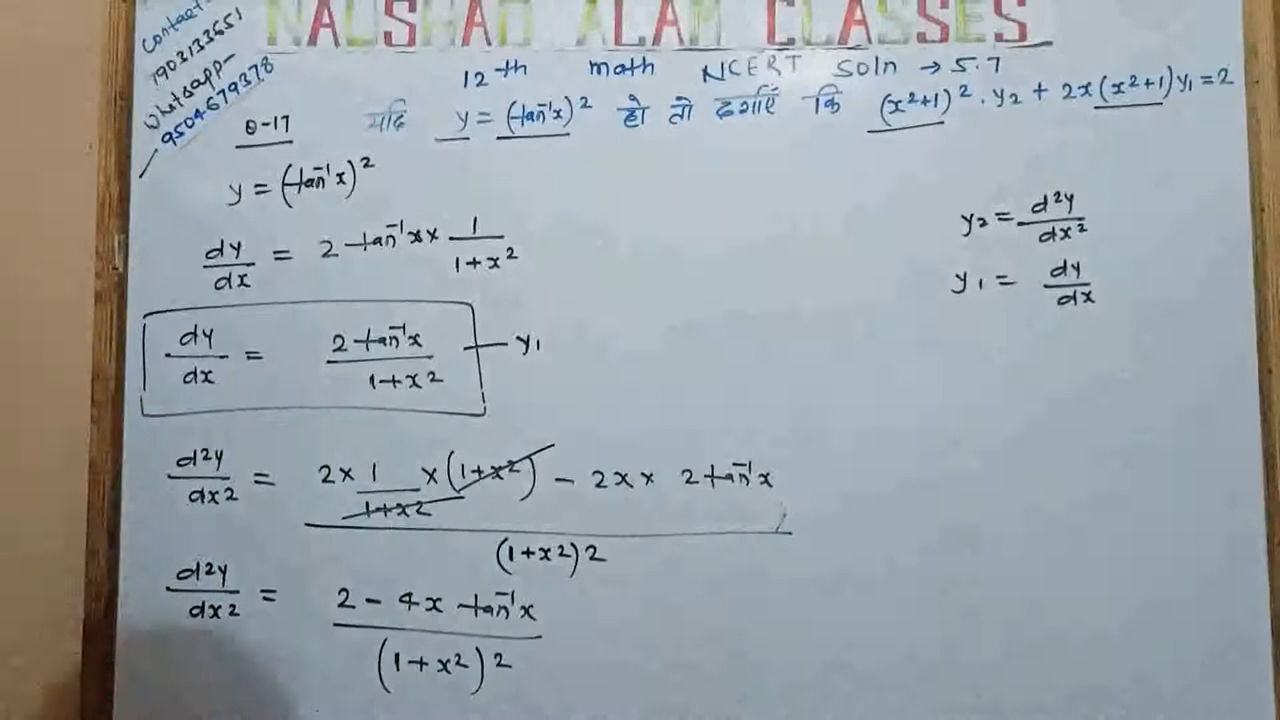 NAUSHAD ALAM CLASSES
Contact-
7903133651
Whatsapp-
9504679378
12th math NCERT Soln → 5.7
Q-17 यदि y = (tan⁻¹x)² हो तो दर्शाएं कि (x²+1)².y₂ + 2x(x²+1)y₁=2
y = (tan⁻¹x)²
dy/dx = 2 tan⁻¹x × 1/(1+x²)
dy/dx = 2 tan⁻¹x/(1+x²) — y₁
d²y/dx² = (2 × 1/(1+x²) × (1+x²) – 2x × 2 tan⁻¹x)/(1+x²)²
d²y/dx² = (2 – 4x tan⁻¹x)/(1+x²)²
y₂ = d²y/dx²
y₁ = dy/dx